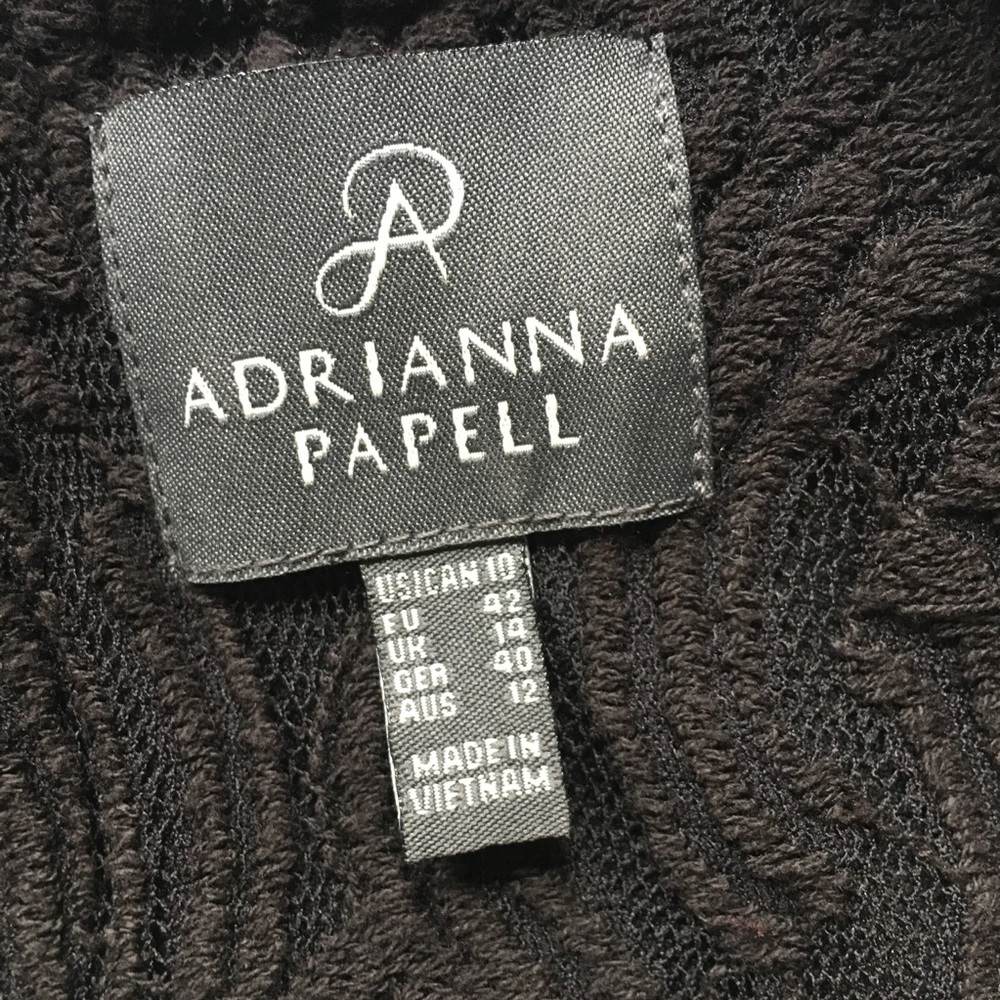 ADRIANNA
PAPELL
US/CAN 10
EU 42
UK 14
GER 40
AUS 12
MADE IN
VIETNAM